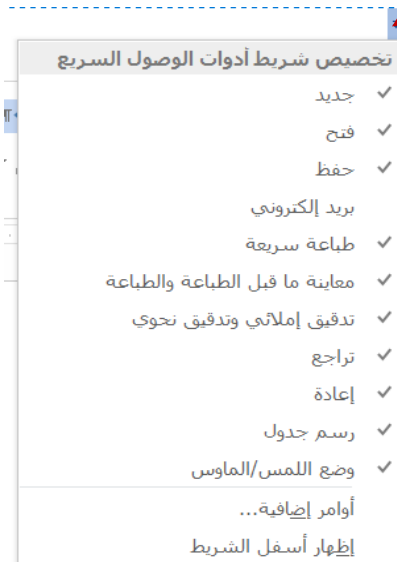 تخصيص شريط أدوات الوصول السريع
جديد
فتح
حفظ
بريد إلكتروني
طباعة سريعة
معاينة ما قبل الطباعة والطباعة
تدقيق إملائي وتدقيق نحوي
تراجع
إعادة
رسم جدول
وضع اللمس/الماوس
أوامر إضافية...
إظهار أسفل الشريط